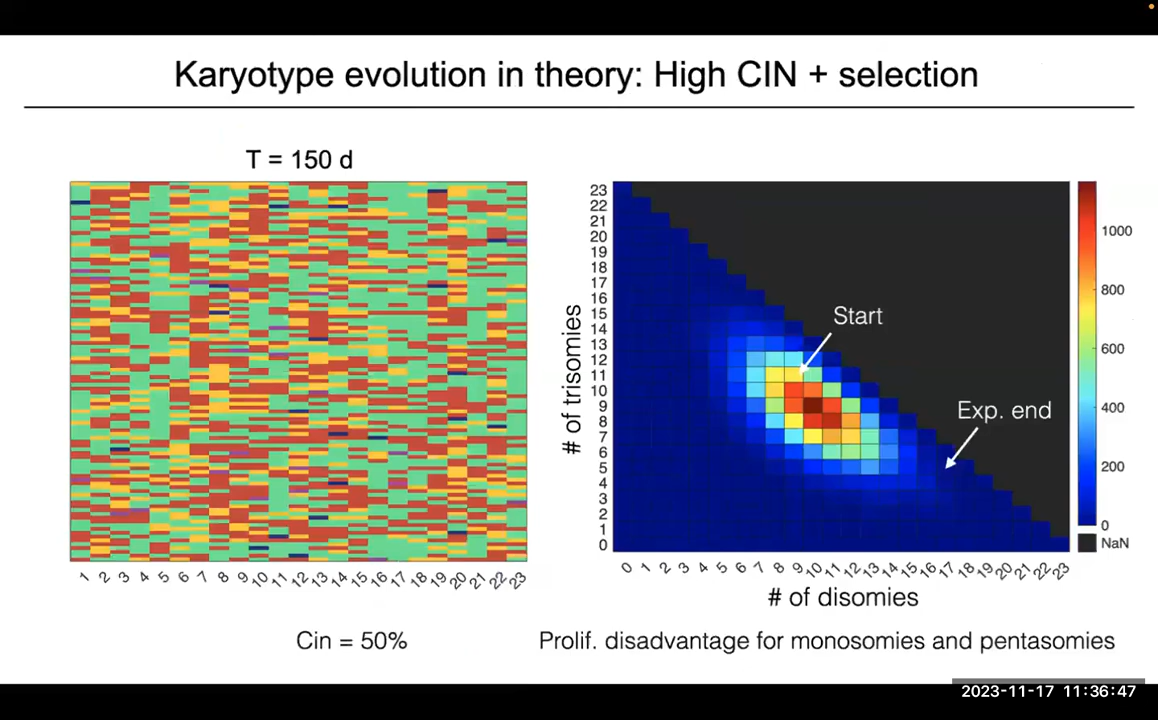 Karyotype evolution in theory: High CIN + selection
T = 150 d
1 2 3 4 5 6 7 8 9 10 11 12 13 14 15 16 17 18 19 20 21 22 23
Cin = 50%
# of trisomies
23
22
21
20
19
18
17
16
15
14
13
12
11
10
9
8
7
6
5
4
3
2
1
0
Start
Exp. end
0 1 2 3 4 5 6 7 8 9 10 11 12 13 14 15 16 17 18 19 20 21 22 23
# of disomies
1000
800
600
400
200
0
NaN
Prolif. disadvantage for monosomies and pentasomies
2023-11-17 11:36:47